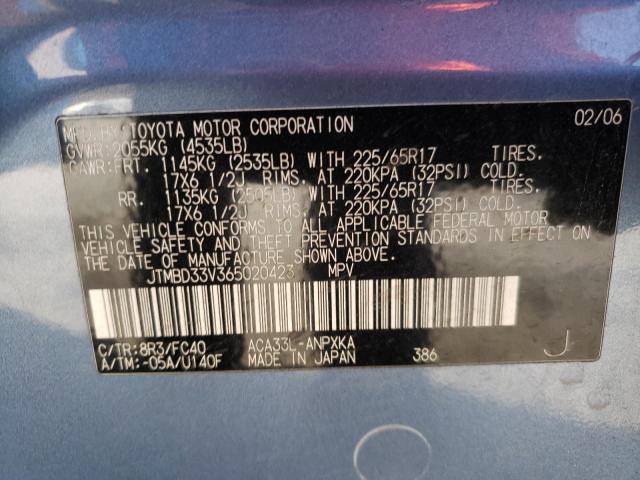 MFD. BY TOYOTA MOTOR CORPORATION 02/06
GVWR: 2055KG (4535LB)
GAWR: FRT. 1145KG (2535LB) WITH 225/65R17 TIRES.
17X6 1/2J RIMS. AT 220KPA (32PSI) COLD.
RR. 1135KG (2505LB) WITH 225/65R17 TIRES.
17X6 1/2J RIMS. AT 220KPA (32PSI) COLD.
THIS VEHICLE CONFORMS TO ALL APPLICABLE FEDERAL MOTOR
VEHICLE SAFETY AND THEFT PREVENTION STANDARDS IN EFFECT ON
THE DATE OF MANUFACTURE SHOWN ABOVE.
JTMBD33V365020423 MPV
C/TR: 8R3/FC40 ACA33L-ANPXKA
A/TM: -05A/U140F MADE IN JAPAN 386 J